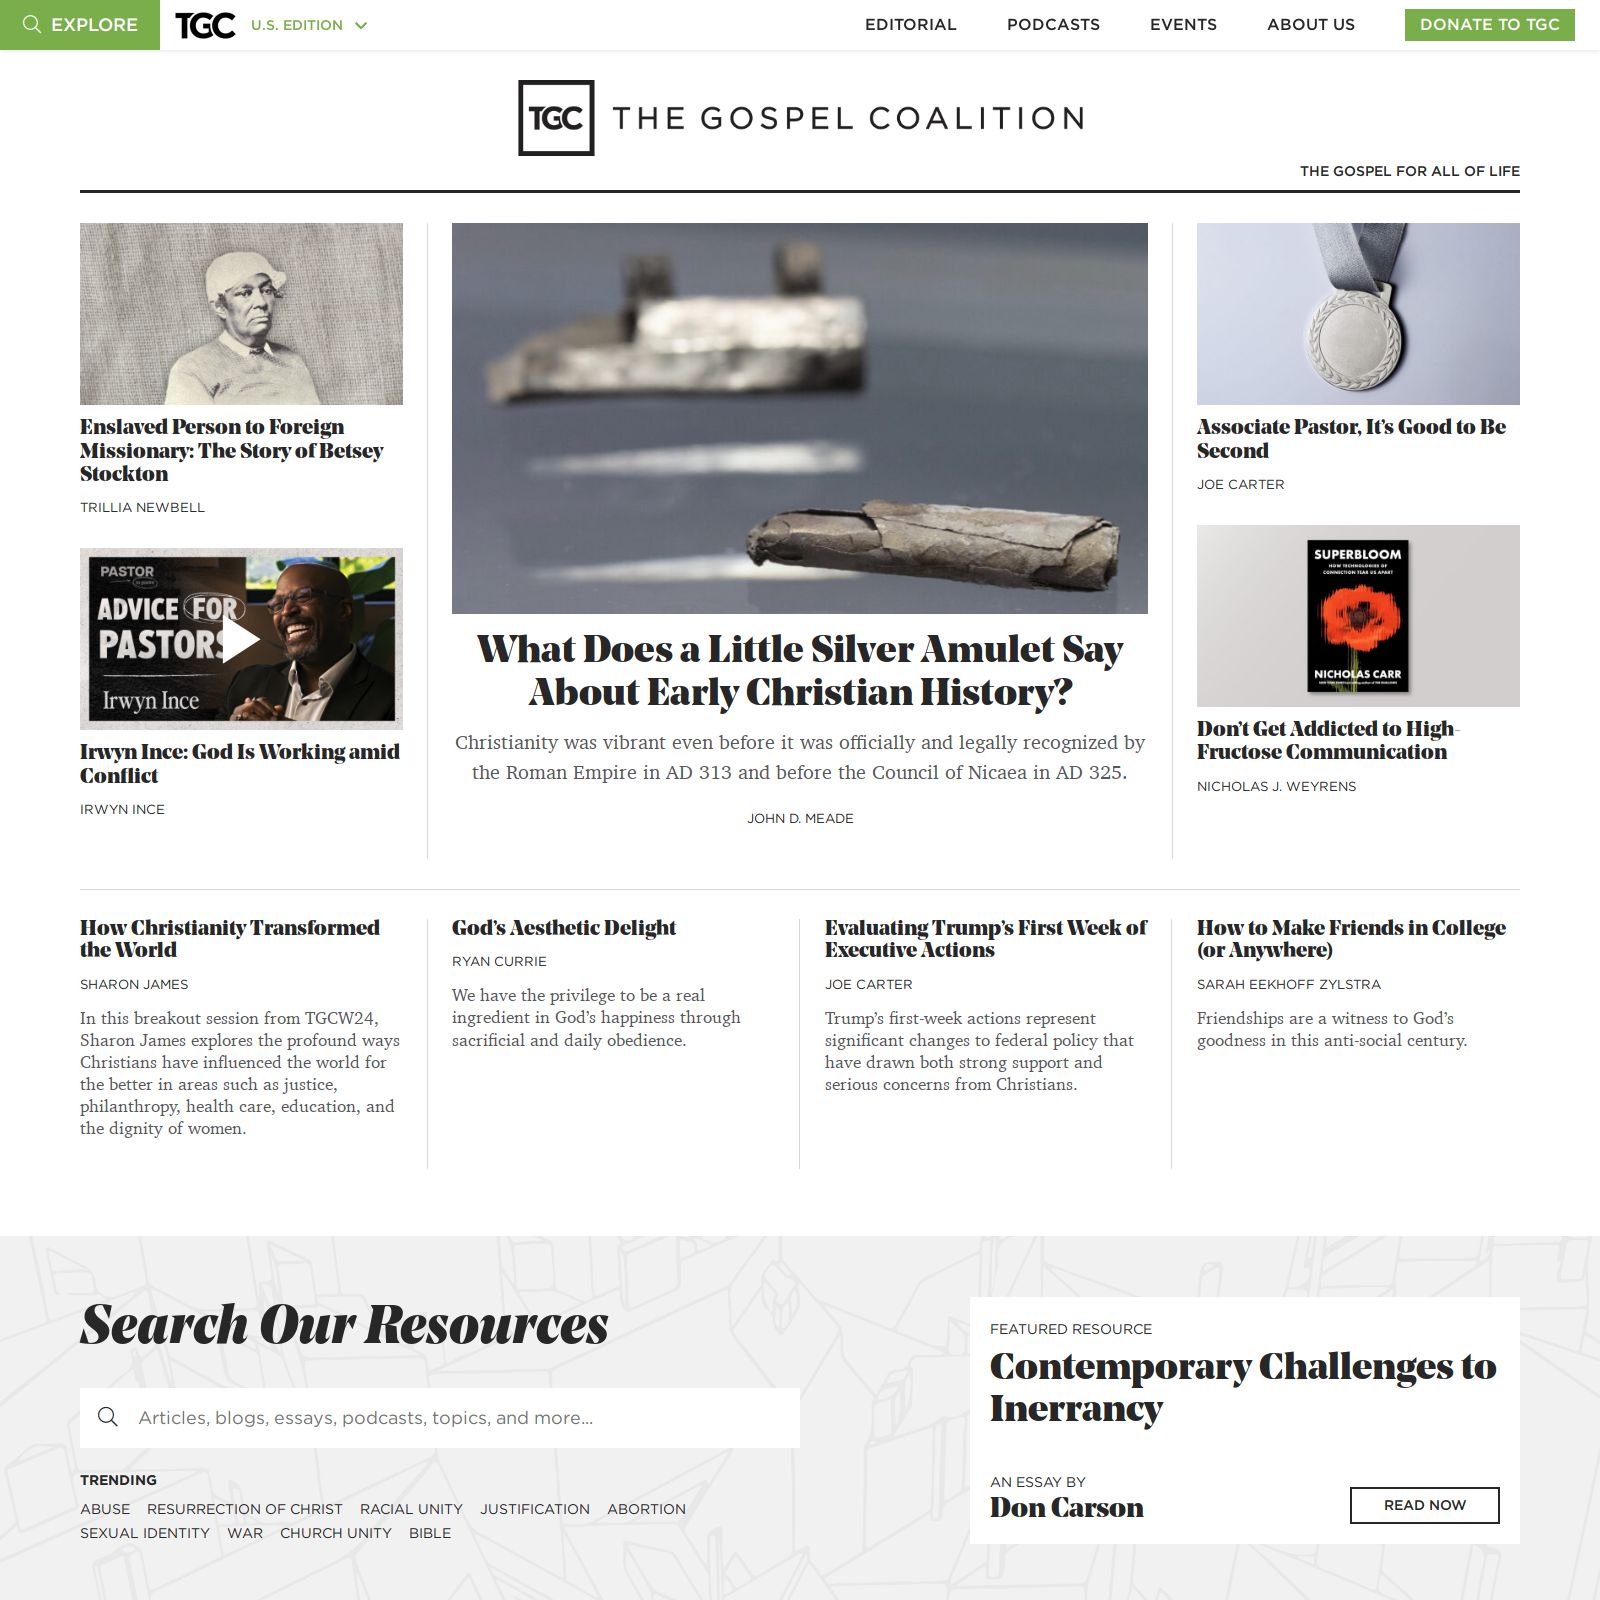 EXPLORE
TGC
U.S. EDITION
EDITORIAL
PODCASTS
EVENTS
ABOUT US
DONATE TO TGC
TGC
THE GOSPEL COALITION
THE GOSPEL FOR ALL OF LIFE
Enslaved Person to Foreign
Missionary: The Story of Betsey
Stockton
TRILLIA NEWBELL
PASTOR
ADVICE FOR
PASTORS
Irwyn Ince
Irwyn Ince: God Is Working amid
Conflict
IRWYN INCE
What Does a Little Silver Amulet Say
About Early Christian History?
Christianity was vibrant even before it was officially and legally recognized by
the Roman Empire in AD 313 and before the Council of Nicaea in AD 325.
JOHN D. MEADE
Associate Pastor, It's Good to Be
Second
JOE CARTER
SUPERBLOOM
HOW TECHNOLOGIES OF
CONNECTION TEAR US APART
NICHOLAS CARR
Don't Get Addicted to High-
Fructose Communication
NICHOLAS J. WEYRENS
How Christianity Transformed
the World
SHARON JAMES
In this breakout session from TGCW24,
Sharon James explores the profound ways
Christians have influenced the world for
the better in areas such as justice,
philanthropy, health care, education, and
the dignity of women.
God's Aesthetic Delight
RYAN CURRIE
We have the privilege to be a real
ingredient in God's happiness through
sacrificial and daily obedience.
Evaluating Trump's First Week of
Executive Actions
JOE CARTER
Trump's first-week actions represent
significant changes to federal policy that
have drawn both strong support and
serious concerns from Christians.
How to Make Friends in College
(or Anywhere)
SARAH EEKHOFF ZYLSTRA
Friendships are a witness to God's
goodness in this anti-social century.
Search Our Resources
Articles, blogs, essays, podcasts, topics, and more...
TRENDING
ABUSE RESURRECTION OF CHRIST RACIAL UNITY JUSTIFICATION ABORTION
SEXUAL IDENTITY WAR CHURCH UNITY BIBLE
FEATURED RESOURCE
Contemporary Challenges to
Inerrancy
AN ESSAY BY
Don Carson
READ NOW